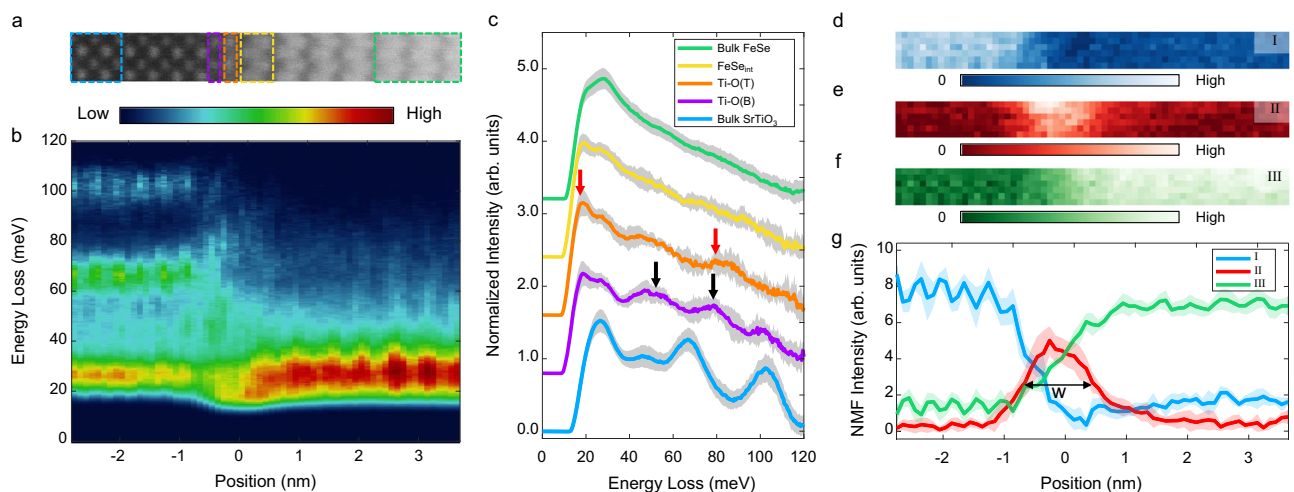 a
Low
High
b
Energy Loss (meV)
120
100
80
60
40
20
0
-2
-1
0
1
2
3
Position (nm)
c
Normalized Intensity (arb. units)
Bulk FeSe
FeSe_int
Ti-O(T)
Ti-O(B)
Bulk SrTiO₃
5.0
4.0
3.0
2.0
1.0
0.0
0
20
40
60
80
100
120
Energy Loss (meV)
d
I
0
High
e
II
0
High
f
III
0
High
g
NMF Intensity (arb. units)
10
8
6
4
2
0
I
II
III
W
-2
-1
0
1
2
3
Position (nm)